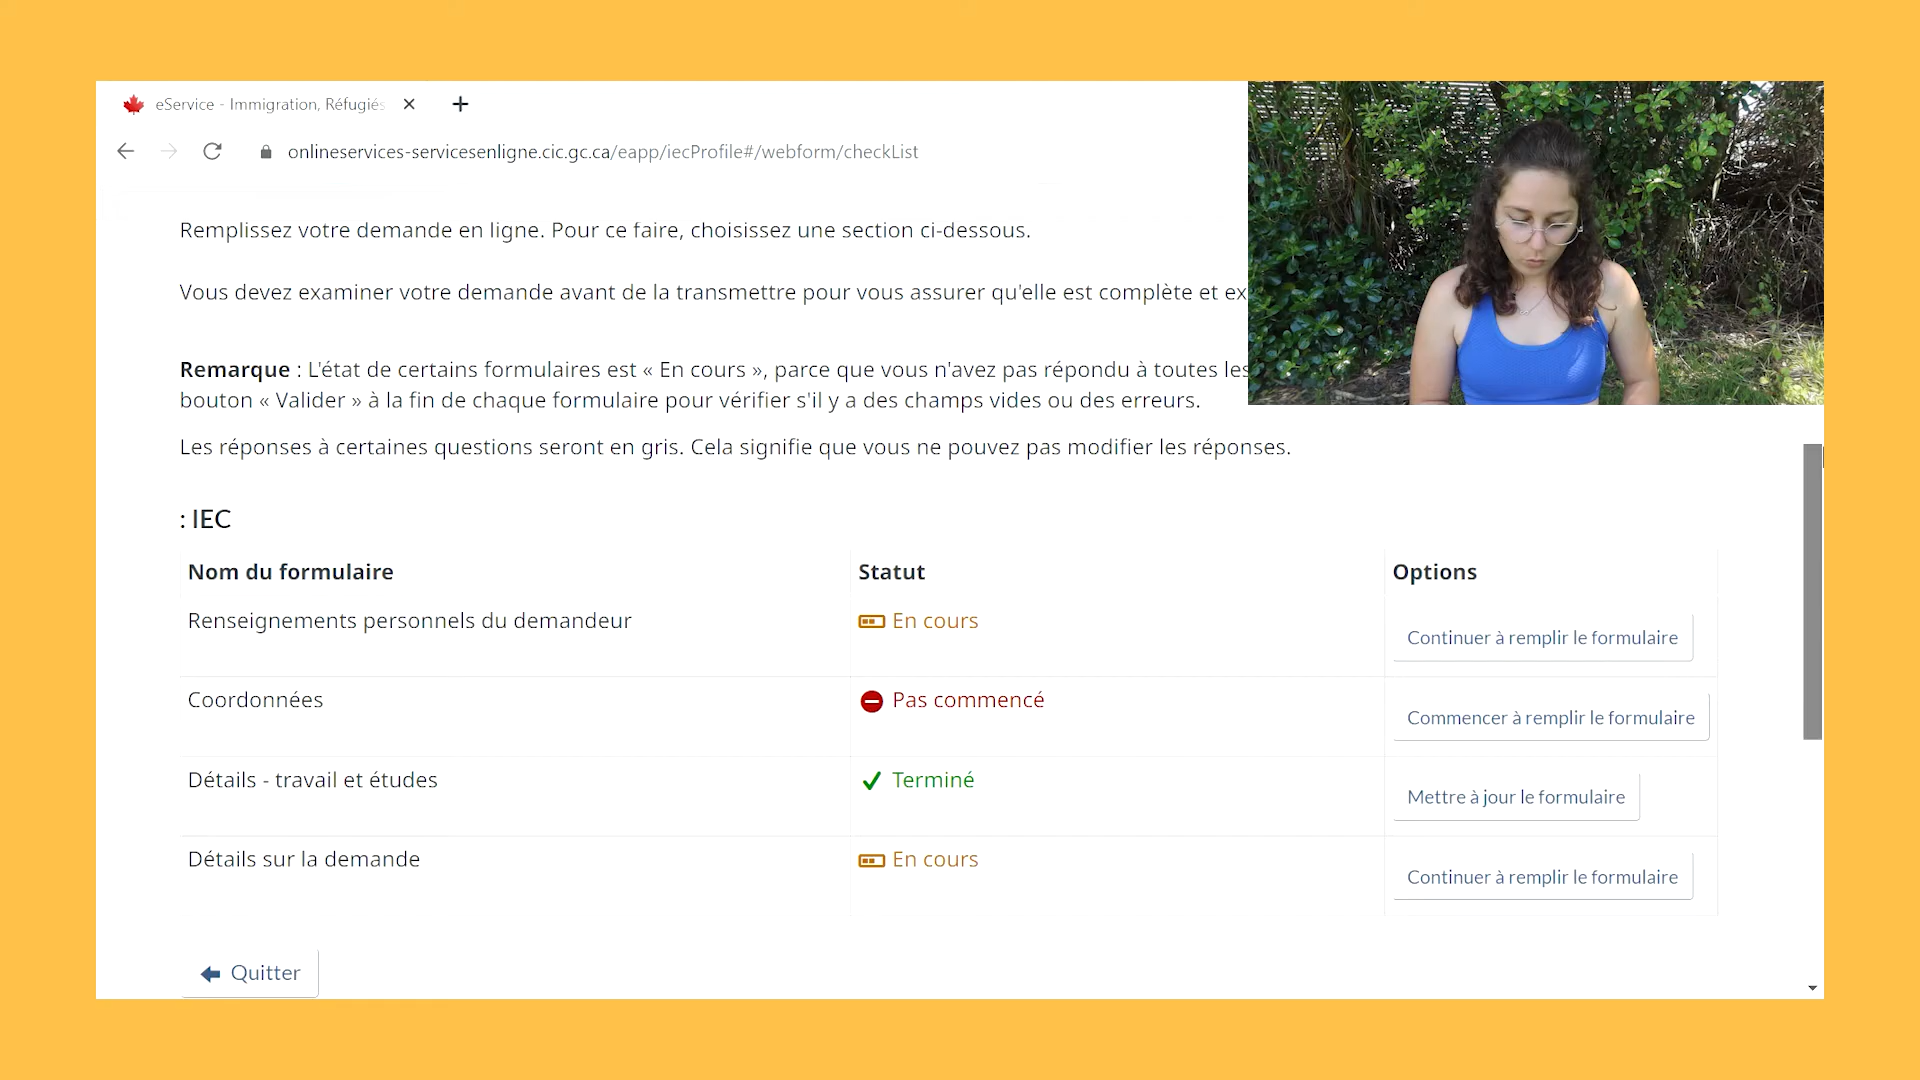 eService - Immigration, Réfugiés
onlineservices-servicesenligne.cic.gc.ca/eapp/iecProfile#/webform/checkList
Remplissez votre demande en ligne. Pour ce faire, choisissez une section ci-dessous.
Vous devez examiner votre demande avant de la transmettre pour vous assurer qu'elle est complète et ex
Remarque : L'état de certains formulaires est « En cours », parce que vous n'avez pas répondu à toutes les
bouton « Valider » à la fin de chaque formulaire pour vérifier s'il y a des champs vides ou des erreurs.
Les réponses à certaines questions seront en gris. Cela signifie que vous ne pouvez pas modifier les réponses.
: IEC
Nom du formulaire Statut Options
Renseignements personnels du demandeur En cours Continuer à remplir le formulaire
Coordonnées Pas commencé Commencer à remplir le formulaire
Détails - travail et études Terminé Mettre à jour le formulaire
Détails sur la demande En cours Continuer à remplir le formulaire
Quitter